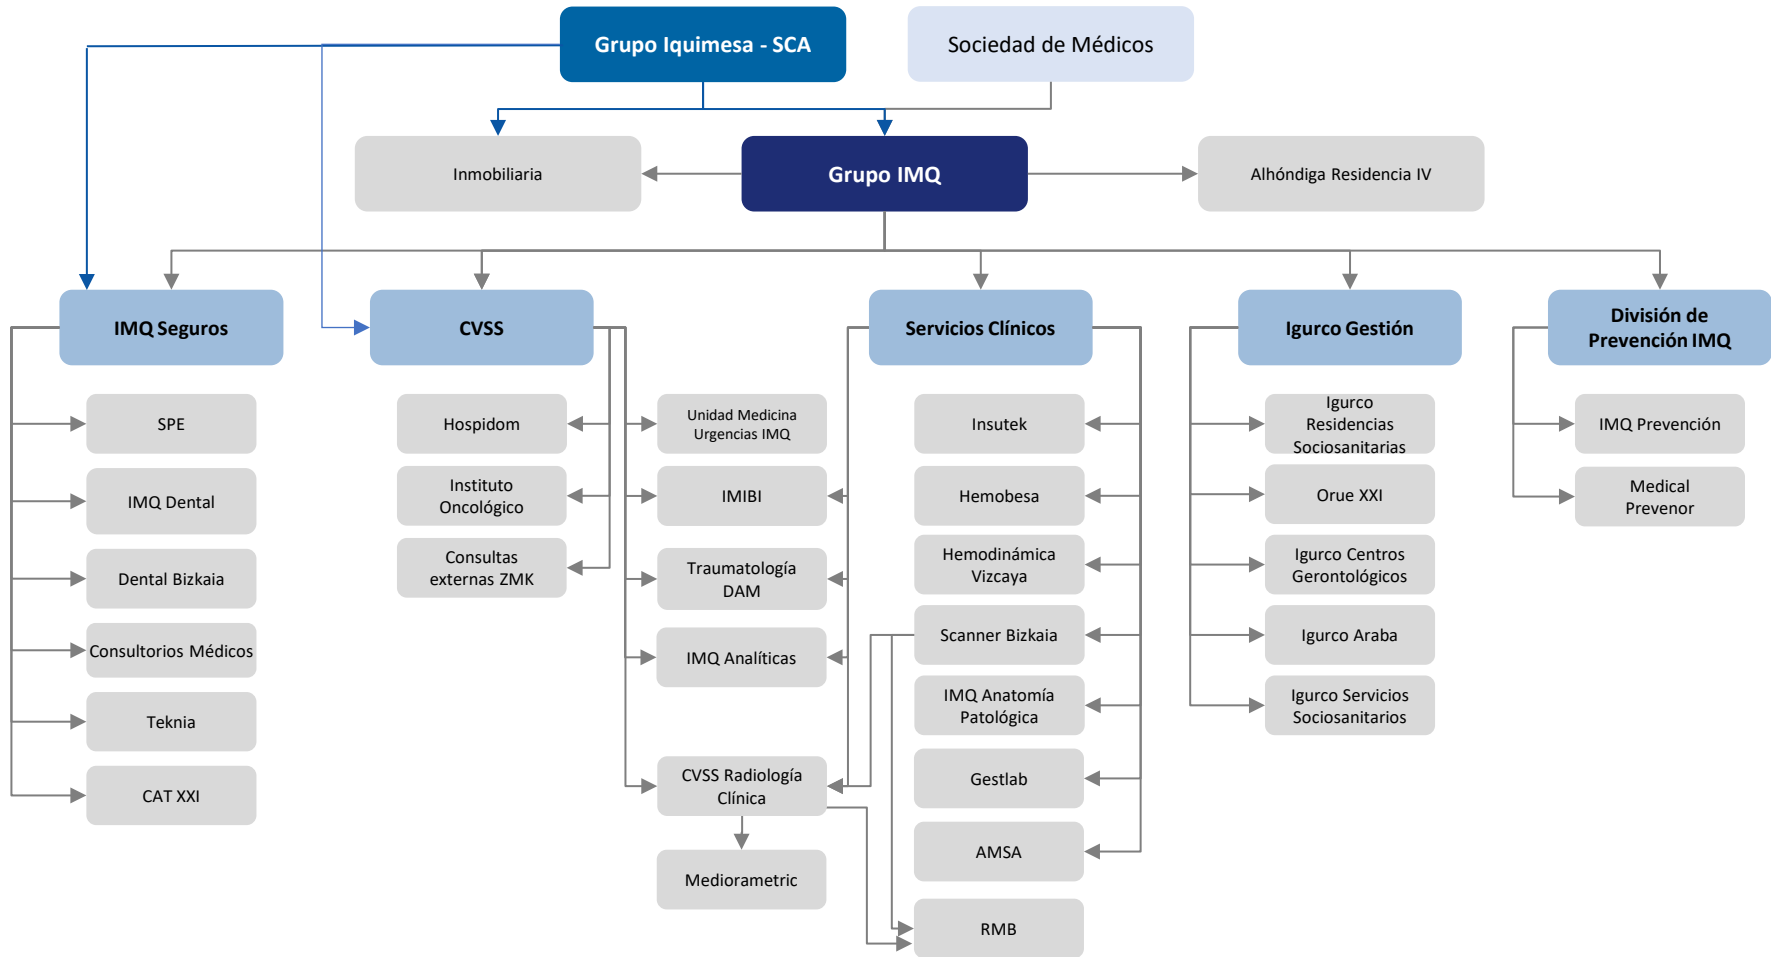 Grupo Iquimesa - SCA
Sociedad de Médicos
Inmobiliaria
Grupo IMQ
Alhóndiga Residencia IV
IMQ Seguros
CVSS
Servicios Clínicos
Igurco Gestión
División de
Prevención IMQ
SPE
IMQ Dental
Dental Bizkaia
Consultorios Médicos
Teknia
CAT XXI
Hospidom
Instituto
Oncológico
Consultas
externas ZMK
Unidad Medicina
Urgencias IMQ
IMIBI
Traumatología
DAM
IMQ Analíticas
CVSS Radiología
Clínica
Mediorametric
Insutek
Hemobesa
Hemodinámica
Vizcaya
Scanner Bizkaia
IMQ Anatomía
Patológica
Gestlab
AMSA
RMB
Igurco
Residencias
Sociosanitarias
Orue XXI
Igurco Centros
Gerontológicos
Igurco Araba
Igurco Servicios
Sociosanitarios
IMQ Prevención
Medical
Prevenor